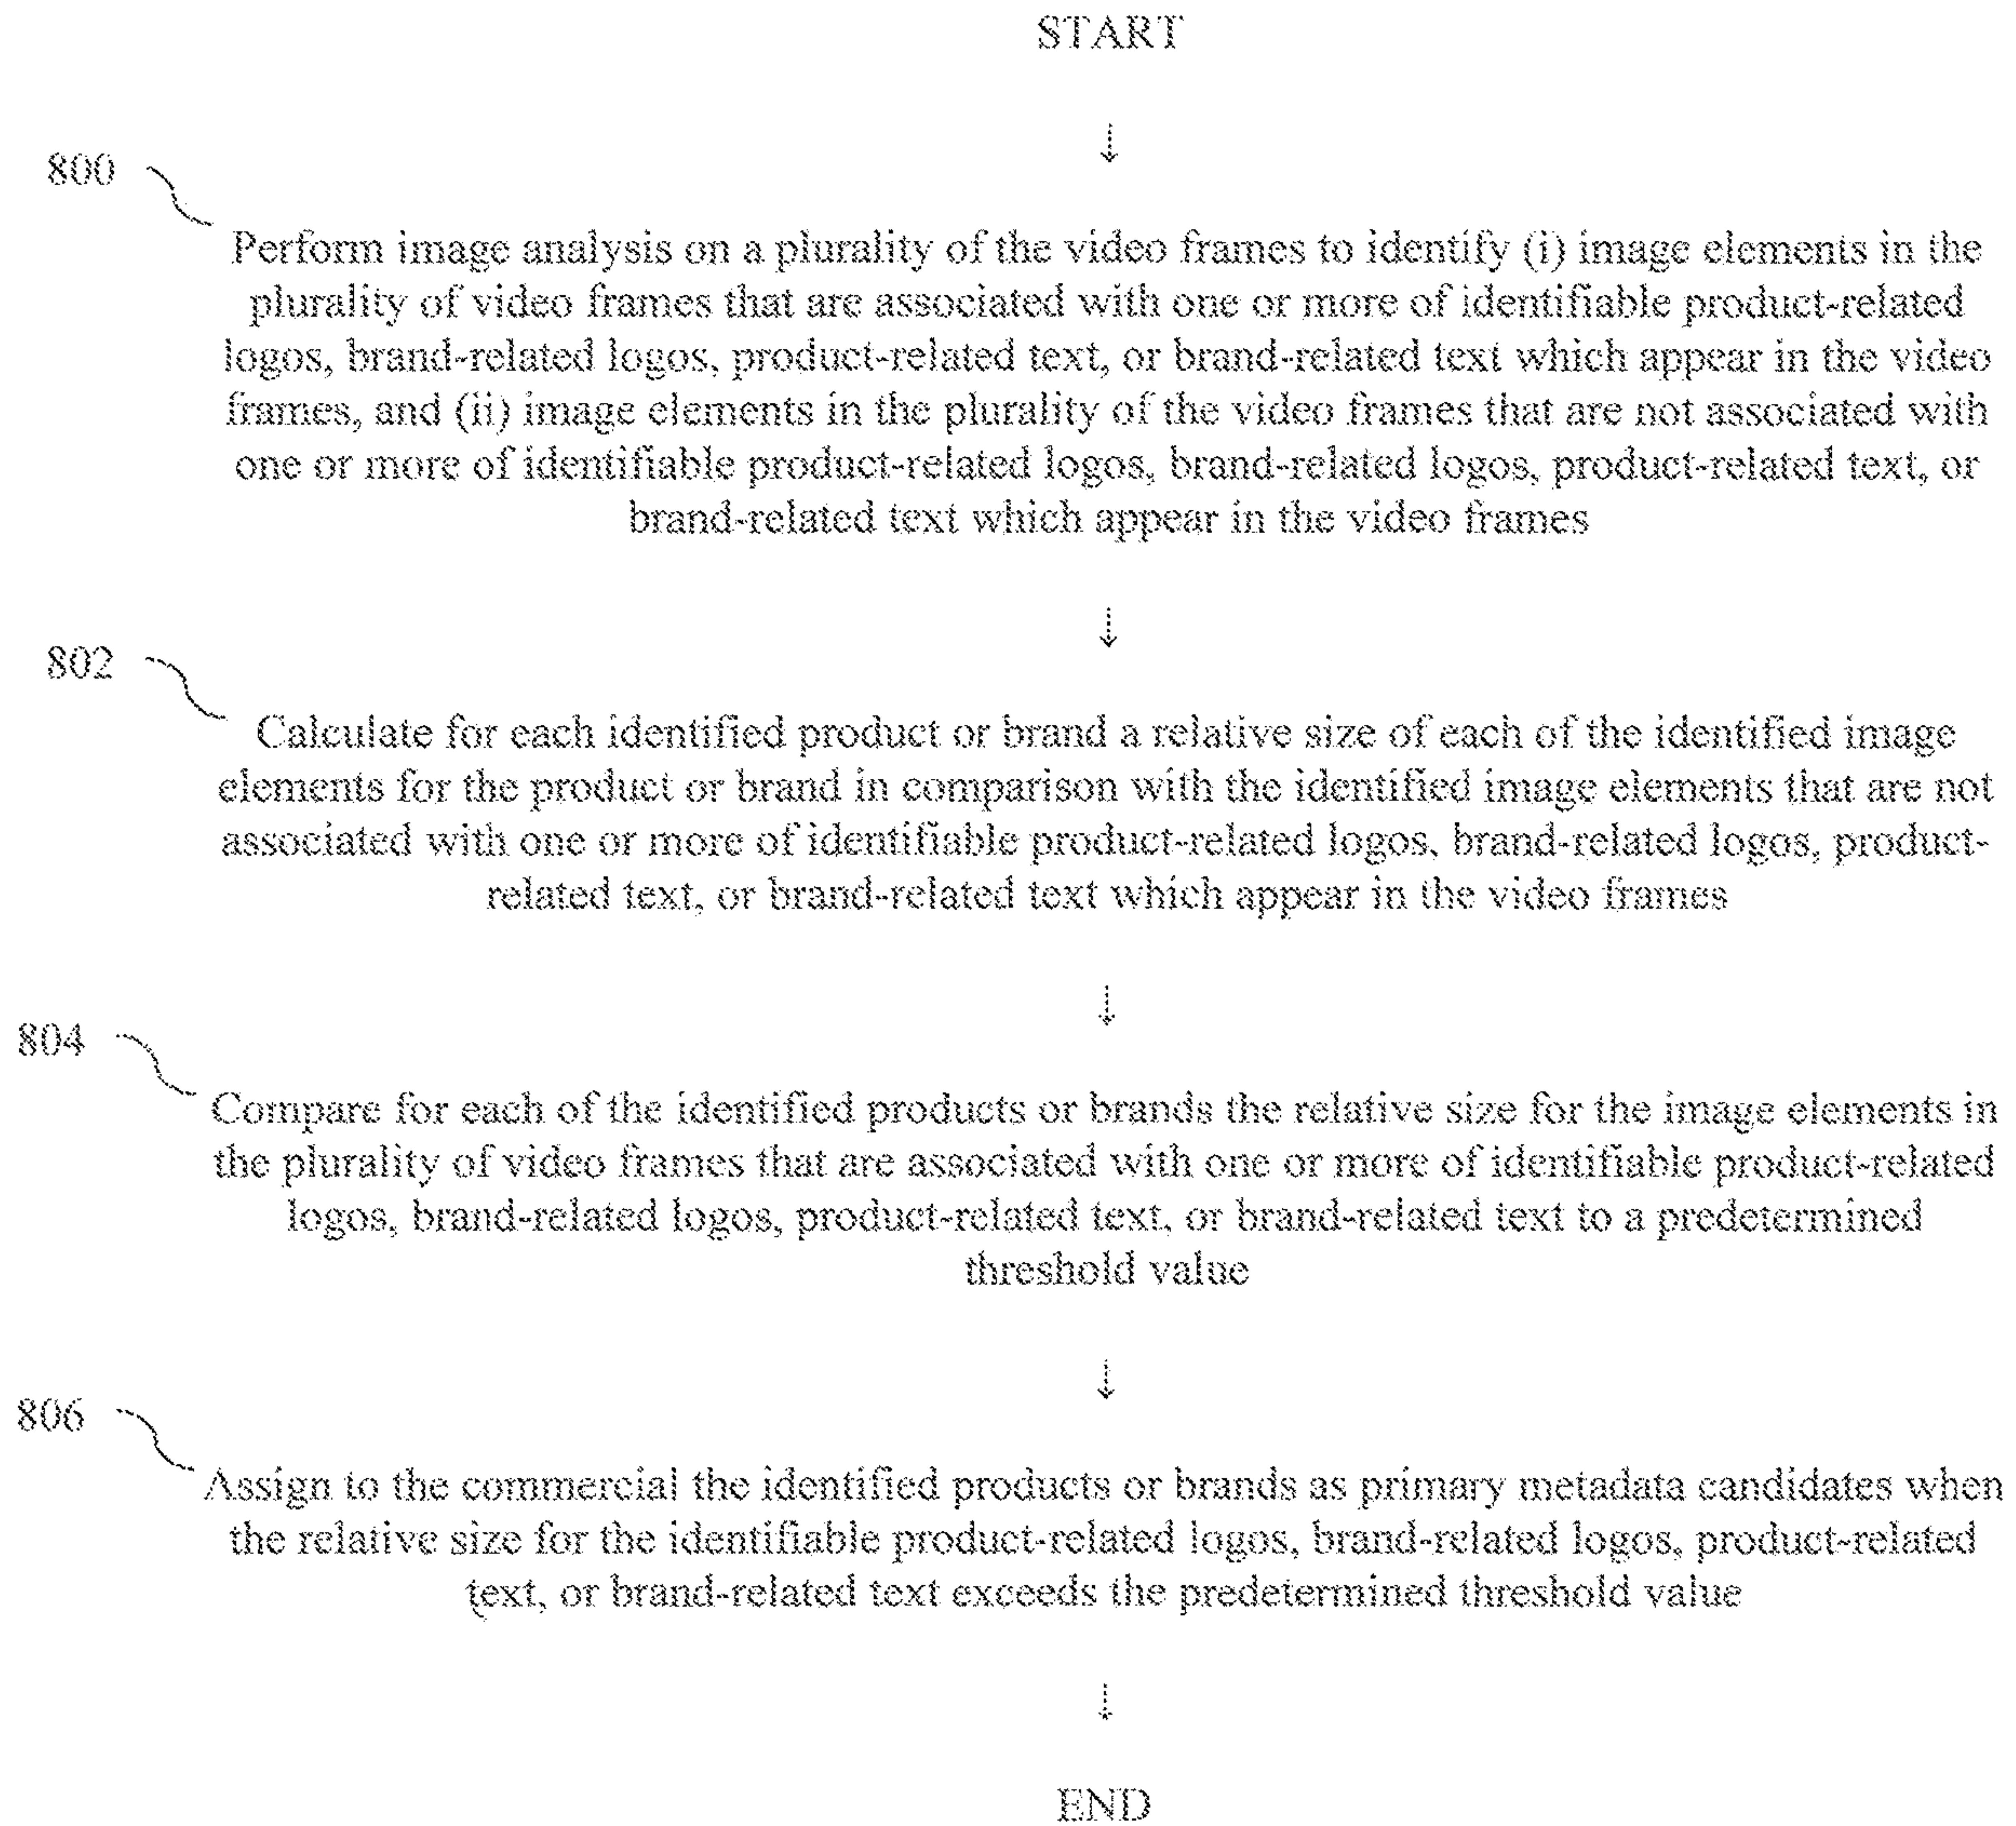 START
↓
800
Perform image analysis on a plurality of the video frames to identify (i) image elements in the
plurality of video frames that are associated with one or more of identifiable product-related
logos, brand-related logos, product-related text, or brand-related text which appear in the video
frames, and (ii) image elements in the plurality of the video frames that are not associated with
one or more of identifiable product-related logos, brand-related logos, product-related text, or
brand-related text which appear in the video frames
↓
802
Calculate for each identified product or brand a relative size of each of the identified image
elements for the product or brand in comparison with the identified image elements that are not
associated with one or more of identifiable product-related logos, brand-related logos, product-
related text, or brand-related text which appear in the video frames
↓
804
Compare for each of the identified products or brands the relative size for the image elements in
the plurality of video frames that are associated with one or more of identifiable product-related
logos, brand-related logos, product-related text, or brand-related text to a predetermined
threshold value
↓
806
Assign to the commercial the identified products or brands as primary metadata candidates when
the relative size for the identifiable product-related logos, brand-related logos, product-related
text, or brand-related text exceeds the predetermined threshold value
↓
END